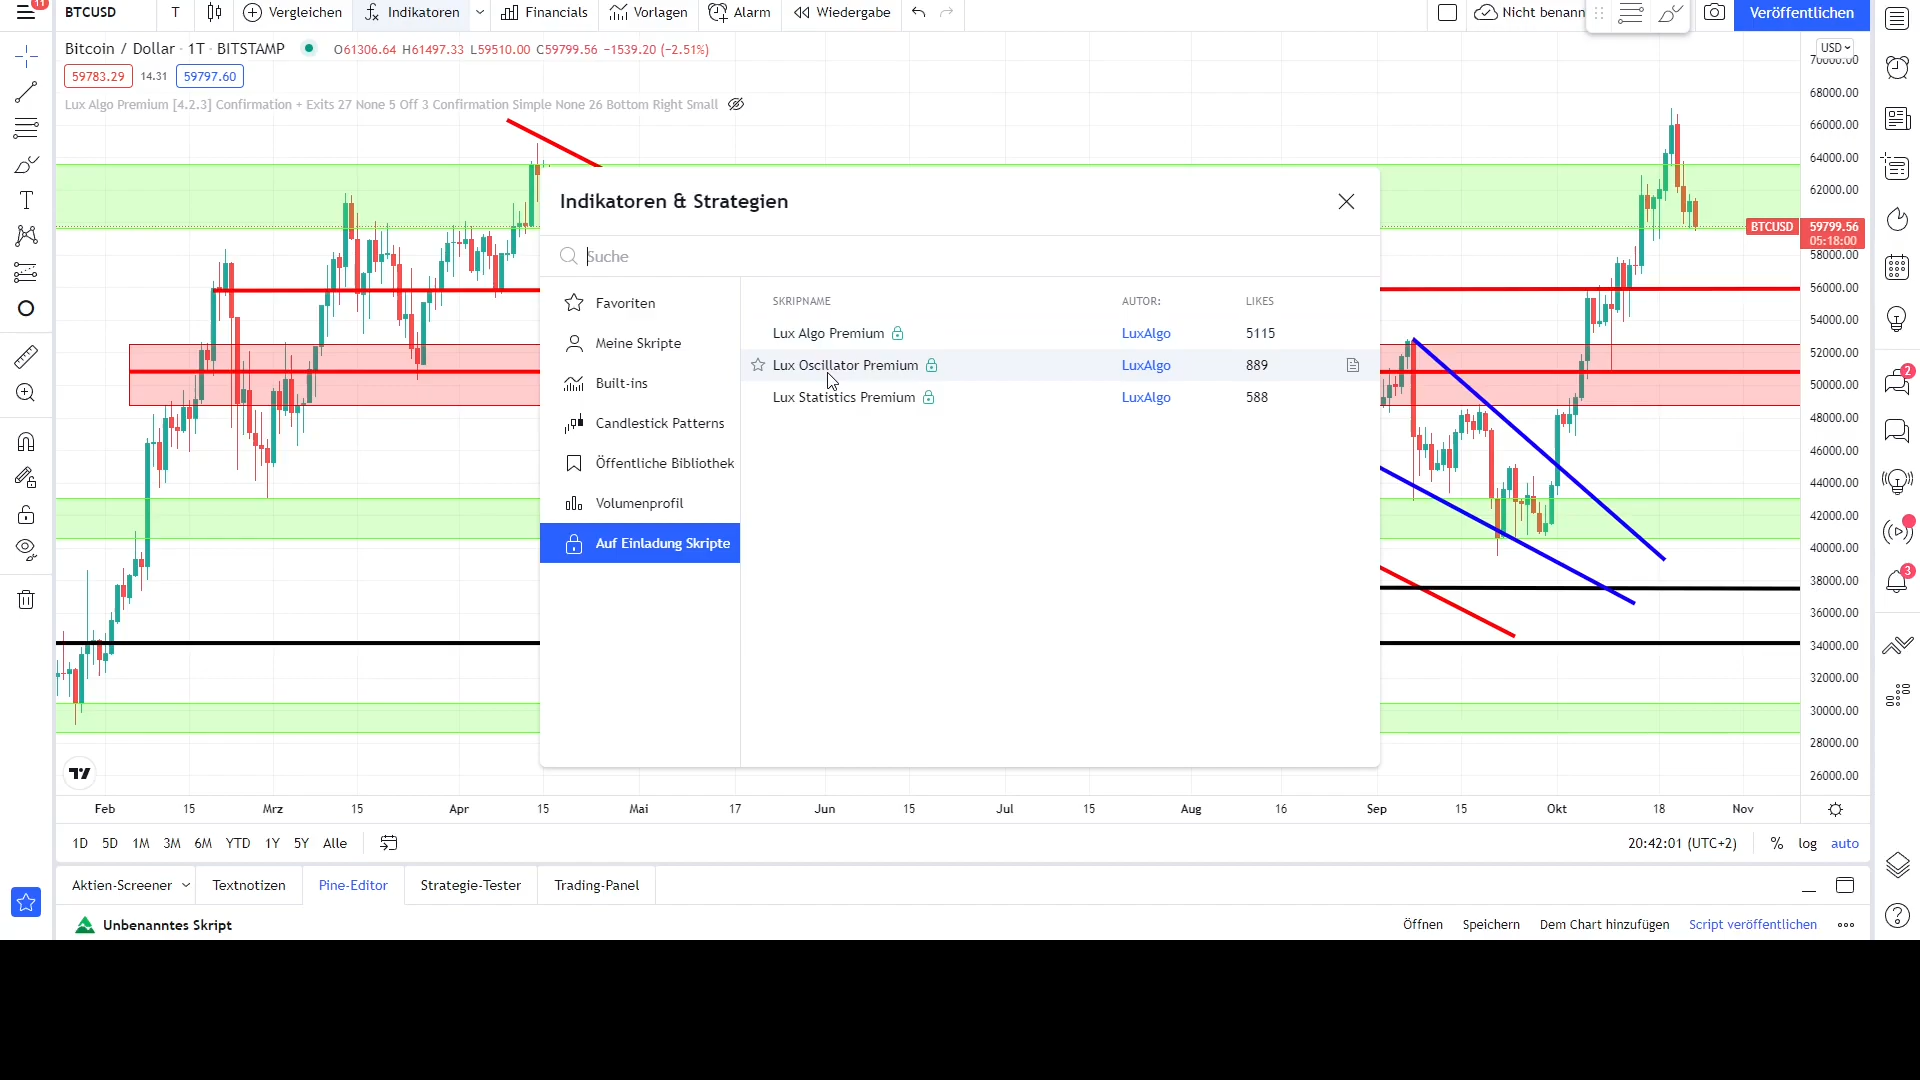 11
BTCUSD T Vergleichen Indikatoren Financials Vorlagen Alarm Wiedergabe Nicht benann Veröffentlichen
Bitcoin / Dollar · 1T · BITSTAMP O61306.64 H61497.33 L59510.00 C59799.56 −1539.20 (−2.51%)
USD
70000.00
59783.29 14.31 59797.60
Lux Algo Premium [4.2.3] Confirmation + Exits 27 None 5 Off 3 Confirmation Simple None 26 Bottom Right Small
68000.00
66000.00
64000.00
62000.00
BTCUSD 59799.56
05:18:00
58000.00
56000.00
54000.00
52000.00
50000.00
48000.00
46000.00
44000.00
42000.00
40000.00
38000.00
36000.00
34000.00
32000.00
30000.00
28000.00
26000.00
Indikatoren & Strategien
Suche
Favoriten
Meine Skripte
Built-ins
Candlestick Patterns
Öffentliche Bibliothek
Volumenprofil
Auf Einladung Skripte
SKRIPNAME AUTOR: LIKES
Lux Algo Premium LuxAlgo 5115
Lux Oscillator Premium LuxAlgo 889
Lux Statistics Premium LuxAlgo 588
2
3
Feb 15 Mrz 15 Apr 15 Mai 17 Jun 15 Jul 15 Aug 16 Sep 15 Okt 18 Nov
1D 5D 1M 3M 6M YTD 1Y 5Y Alle 20:42:01 (UTC+2) % log auto
Aktien-Screener Textnotizen Pine-Editor Strategie-Tester Trading-Panel
Unbenanntes Skript Öffnen Speichern Dem Chart hinzufügen Script veröffentlichen